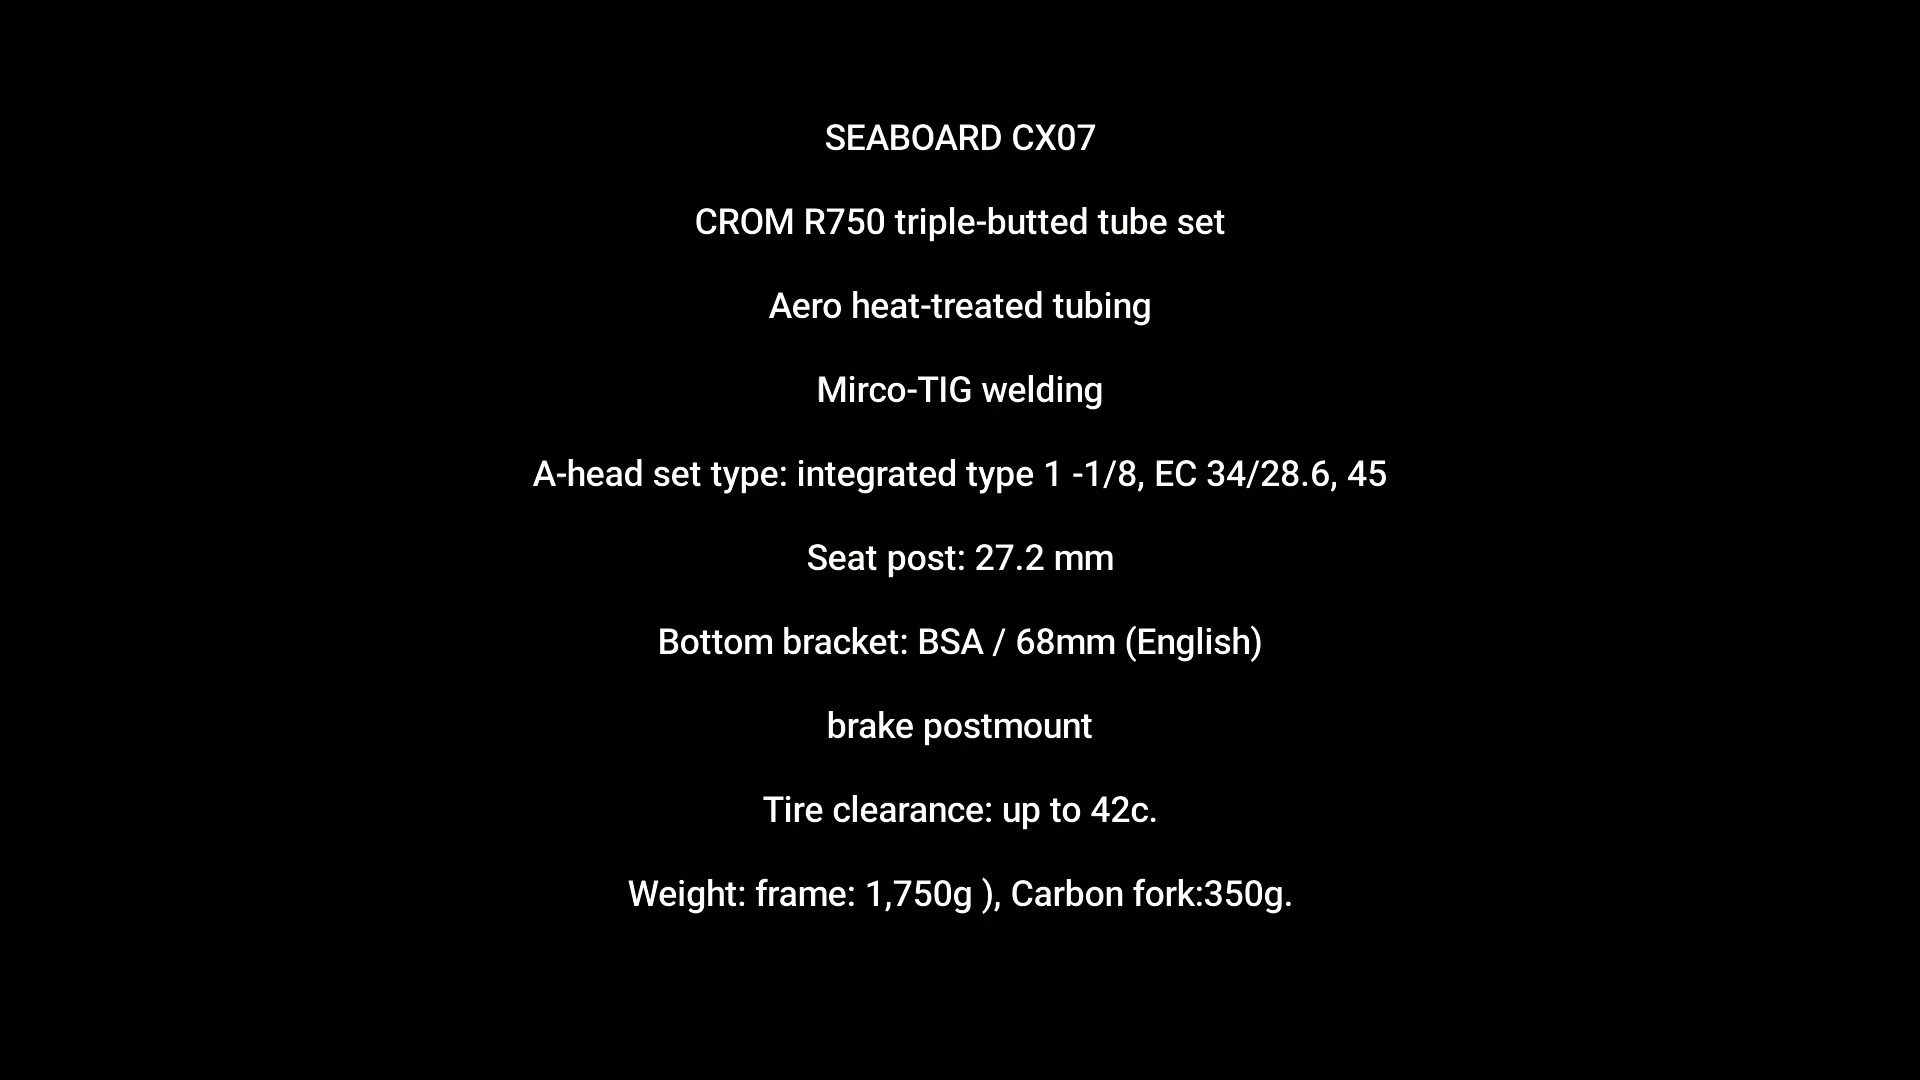 SEABOARD CX07
CROM R750 triple-butted tube set
Aero heat-treated tubing
Mirco-TIG welding
A-head set type: integrated type 1 -1/8, EC 34/28.6, 45
Seat post: 27.2 mm
Bottom bracket: BSA / 68mm (English)
brake postmount
Tire clearance: up to 42c.
Weight: frame: 1,750g ), Carbon fork:350g.